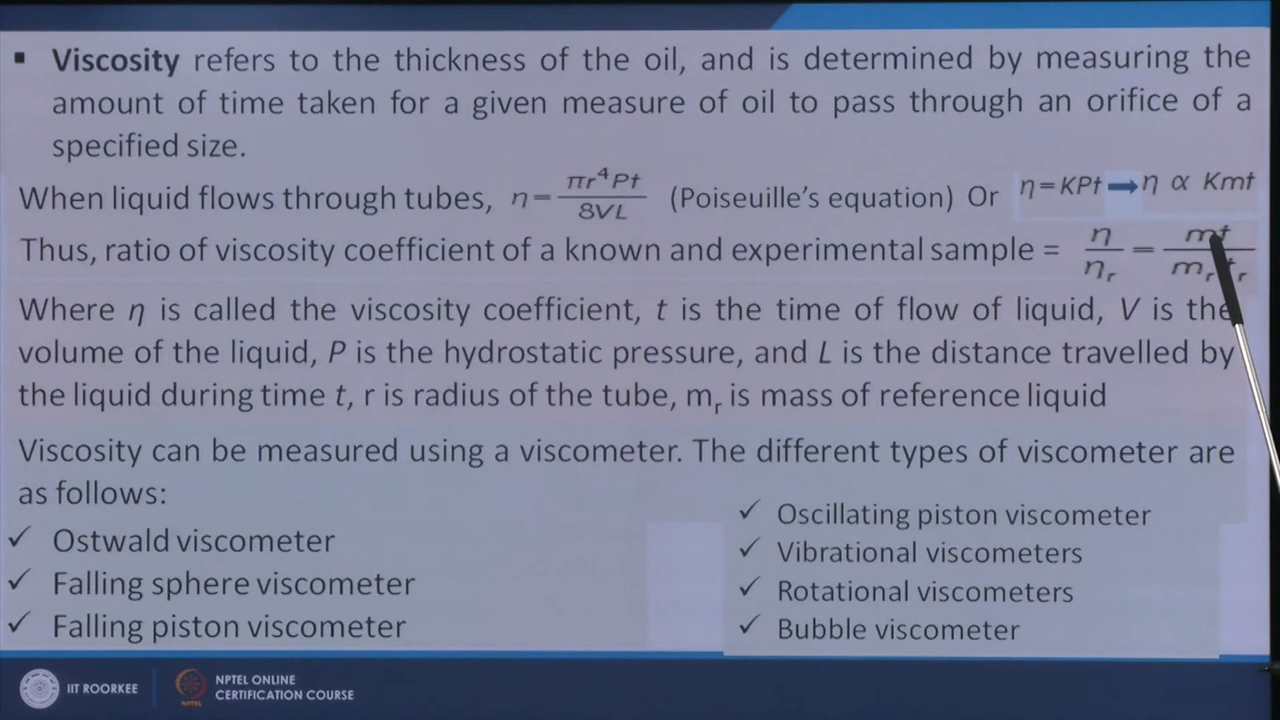 ▪ Viscosity refers to the thickness of the oil, and is determined by measuring the
amount of time taken for a given measure of oil to pass through an orifice of a
specified size.
When liquid flows through tubes, η = πr⁴Pt / 8VL (Poiseuille's equation) Or η = KPt ➡ η ∝ Kmt
Thus, ratio of viscosity coefficient of a known and experimental sample = η / ηᵣ = mt / mᵣ tᵣ
Where η is called the viscosity coefficient, t is the time of flow of liquid, V is the
volume of the liquid, P is the hydrostatic pressure, and L is the distance travelled by
the liquid during time t, r is radius of the tube, mᵣ is mass of reference liquid
Viscosity can be measured using a viscometer. The different types of viscometer are
as follows:
✓ Ostwald viscometer
✓ Falling sphere viscometer
✓ Falling piston viscometer
✓ Oscillating piston viscometer
✓ Vibrational viscometers
✓ Rotational viscometers
✓ Bubble viscometer
IIT ROORKEE
NPTEL ONLINE
CERTIFICATION COURSE
NPTEL